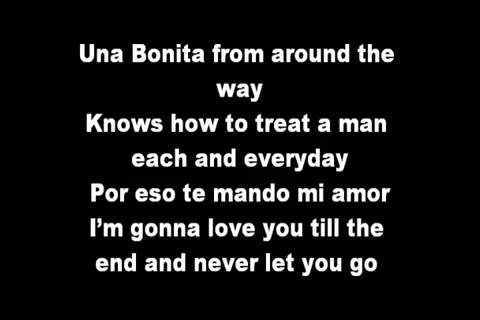 Una Bonita from around the
way
Knows how to treat a man
each and everyday
Por eso te mando mi amor
I'm gonna love you till the
end and never let you go